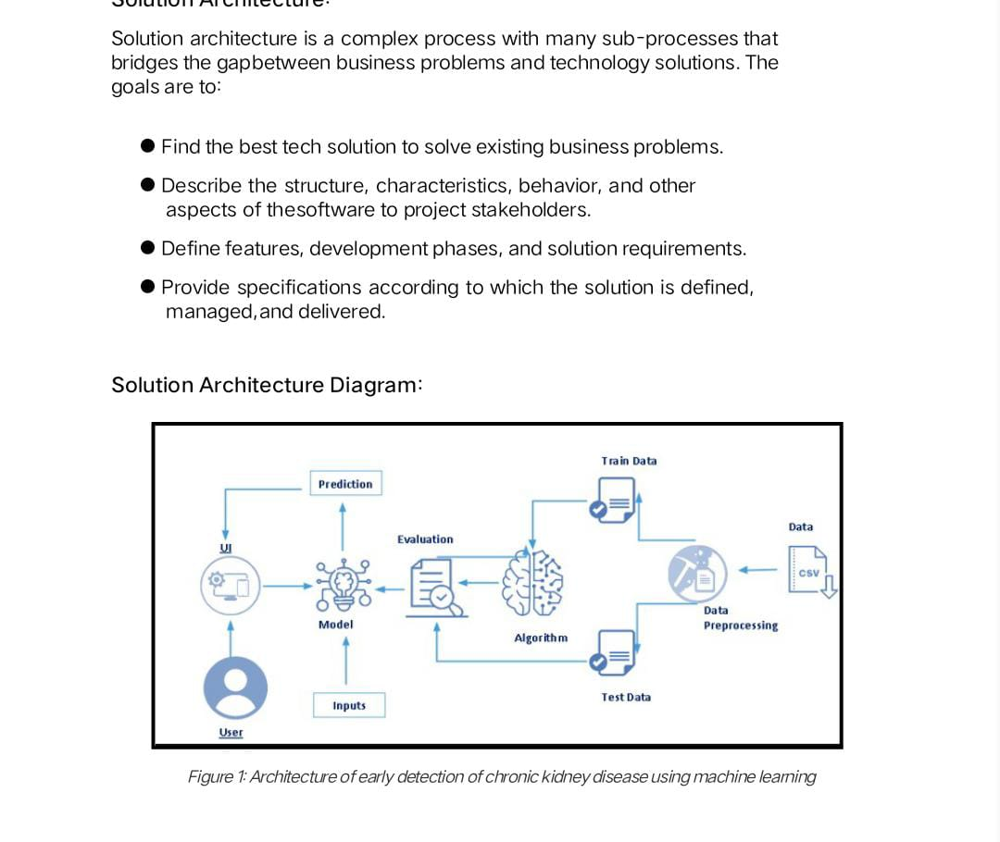 Solution Architecture:
Solution architecture is a complex process with many sub-processes that
bridges the gapbetween business problems and technology solutions. The
goals are to:
● Find the best tech solution to solve existing business problems.
● Describe the structure, characteristics, behavior, and other
aspects of thesoftware to project stakeholders.
● Define features, development phases, and solution requirements.
● Provide specifications according to which the solution is defined,
managed,and delivered.
Solution Architecture Diagram:
Train Data
Prediction
Data
Evaluation
UI
CSV
Data
Preprocessing
Model
Algorithm
Test Data
Inputs
User
Figure 1: Architecture of early detection of chronic kidney disease using machine learning